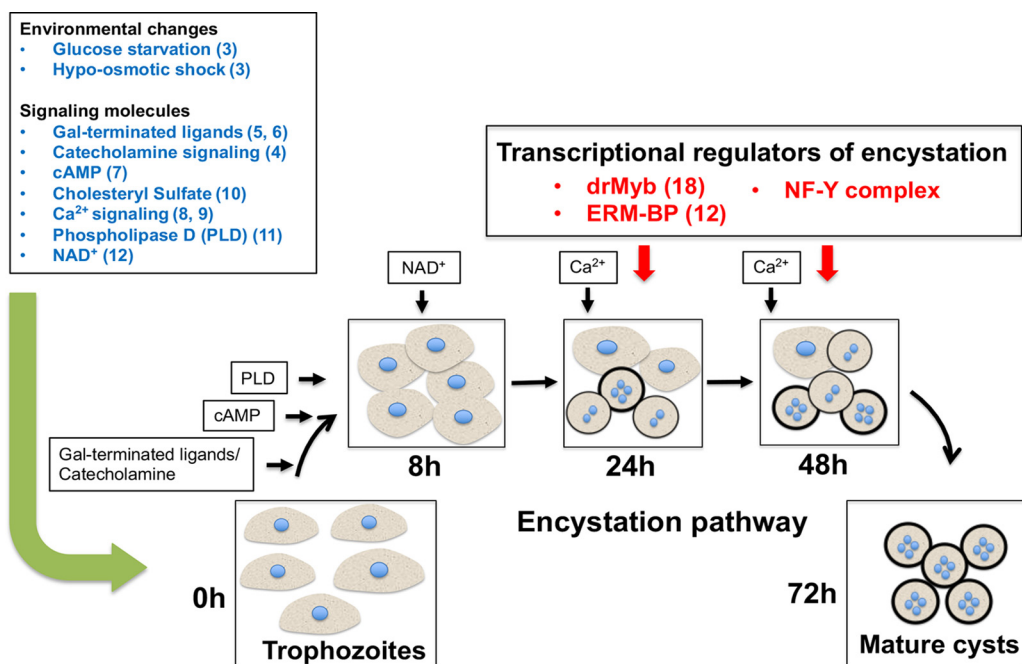 Environmental changes
• Glucose starvation (3)
• Hypo-osmotic shock (3)
Signaling molecules
• Gal-terminated ligands (5, 6)
• Catecholamine signaling (4)
• cAMP (7)
• Cholesteryl Sulfate (10)
• Ca²⁺ signaling (8, 9)
• Phospholipase D (PLD) (11)
• NAD⁺ (12)
Transcriptional regulators of encystation
• drMyb (18)
• NF-Y complex
• ERM-BP (12)
NAD⁺
Ca²⁺
Ca²⁺
PLD
cAMP
Gal-terminated ligands/
Catecholamine
8h
24h
48h
Encystation pathway
0h
Trophozoites
72h
Mature cysts